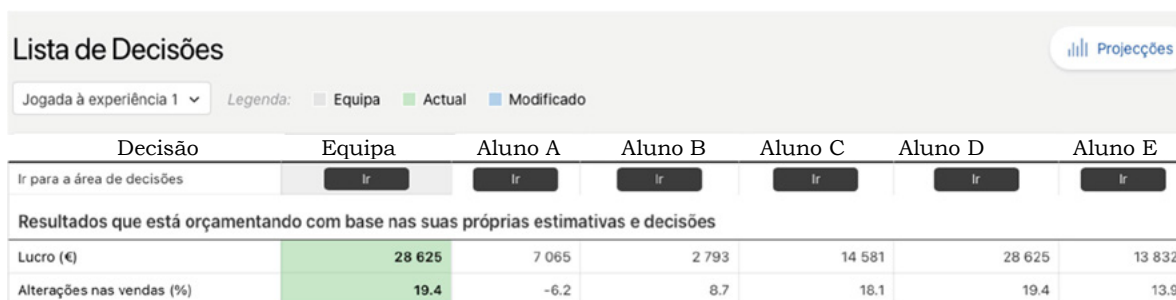 Lista de Decisões
Projecções
Jogada à experiência 1 Legenda: Equipa Actual Modificado
Decisão Equipa Aluno A Aluno B Aluno C Aluno D Aluno E
Ir para a área de decisões Ir Ir Ir Ir Ir Ir
Resultados que está orçamentando com base nas suas próprias estimativas e decisões
Lucro (€) 28 625 7 065 2 793 14 581 28 625 13 832
Alterações nas vendas (%) 19.4 -6.2 8.7 18.1 19.4 13.9